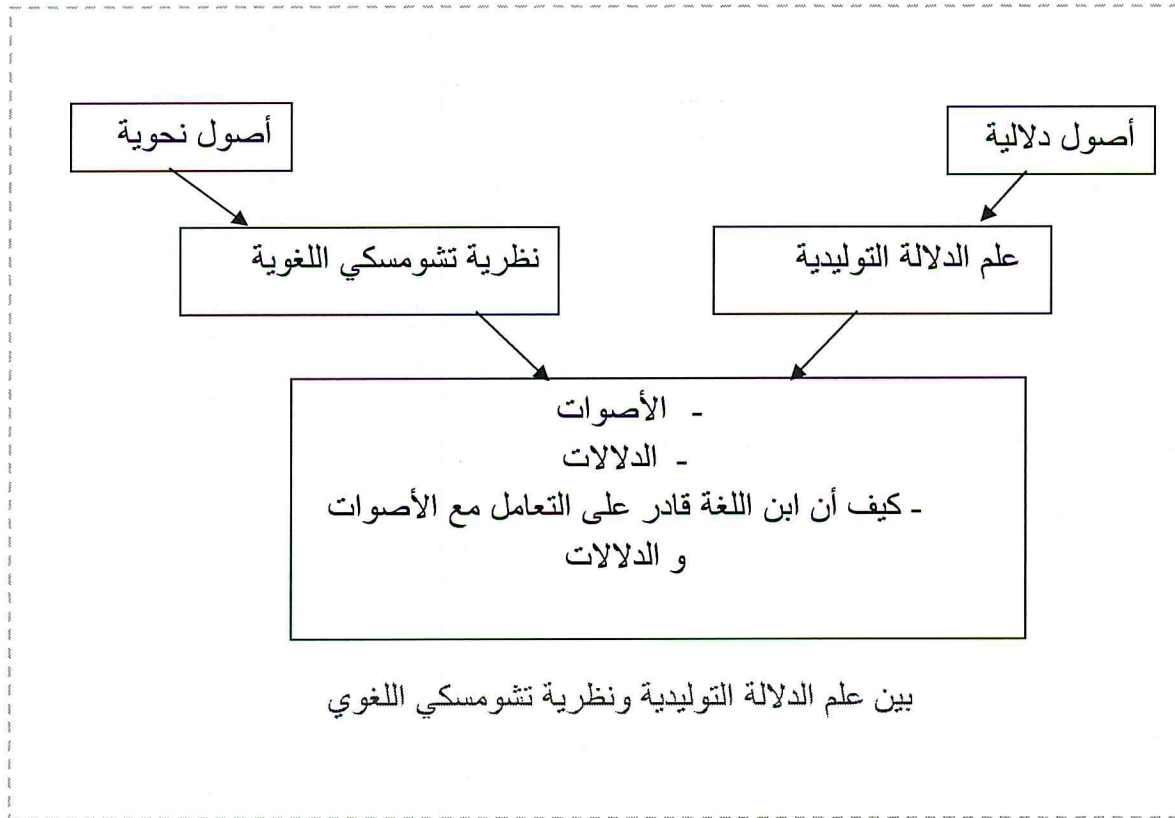 أصول دلالية
أصول نحوية
علم الدلالة التوليدية
نظرية تشومسكي اللغوية
- الأصوات
- الدلالات
- كيف أن ابن اللغة قادر على التعامل مع الأصوات
و الدلالات
بين علم الدلالة التوليدية ونظرية تشومسكي اللغوي